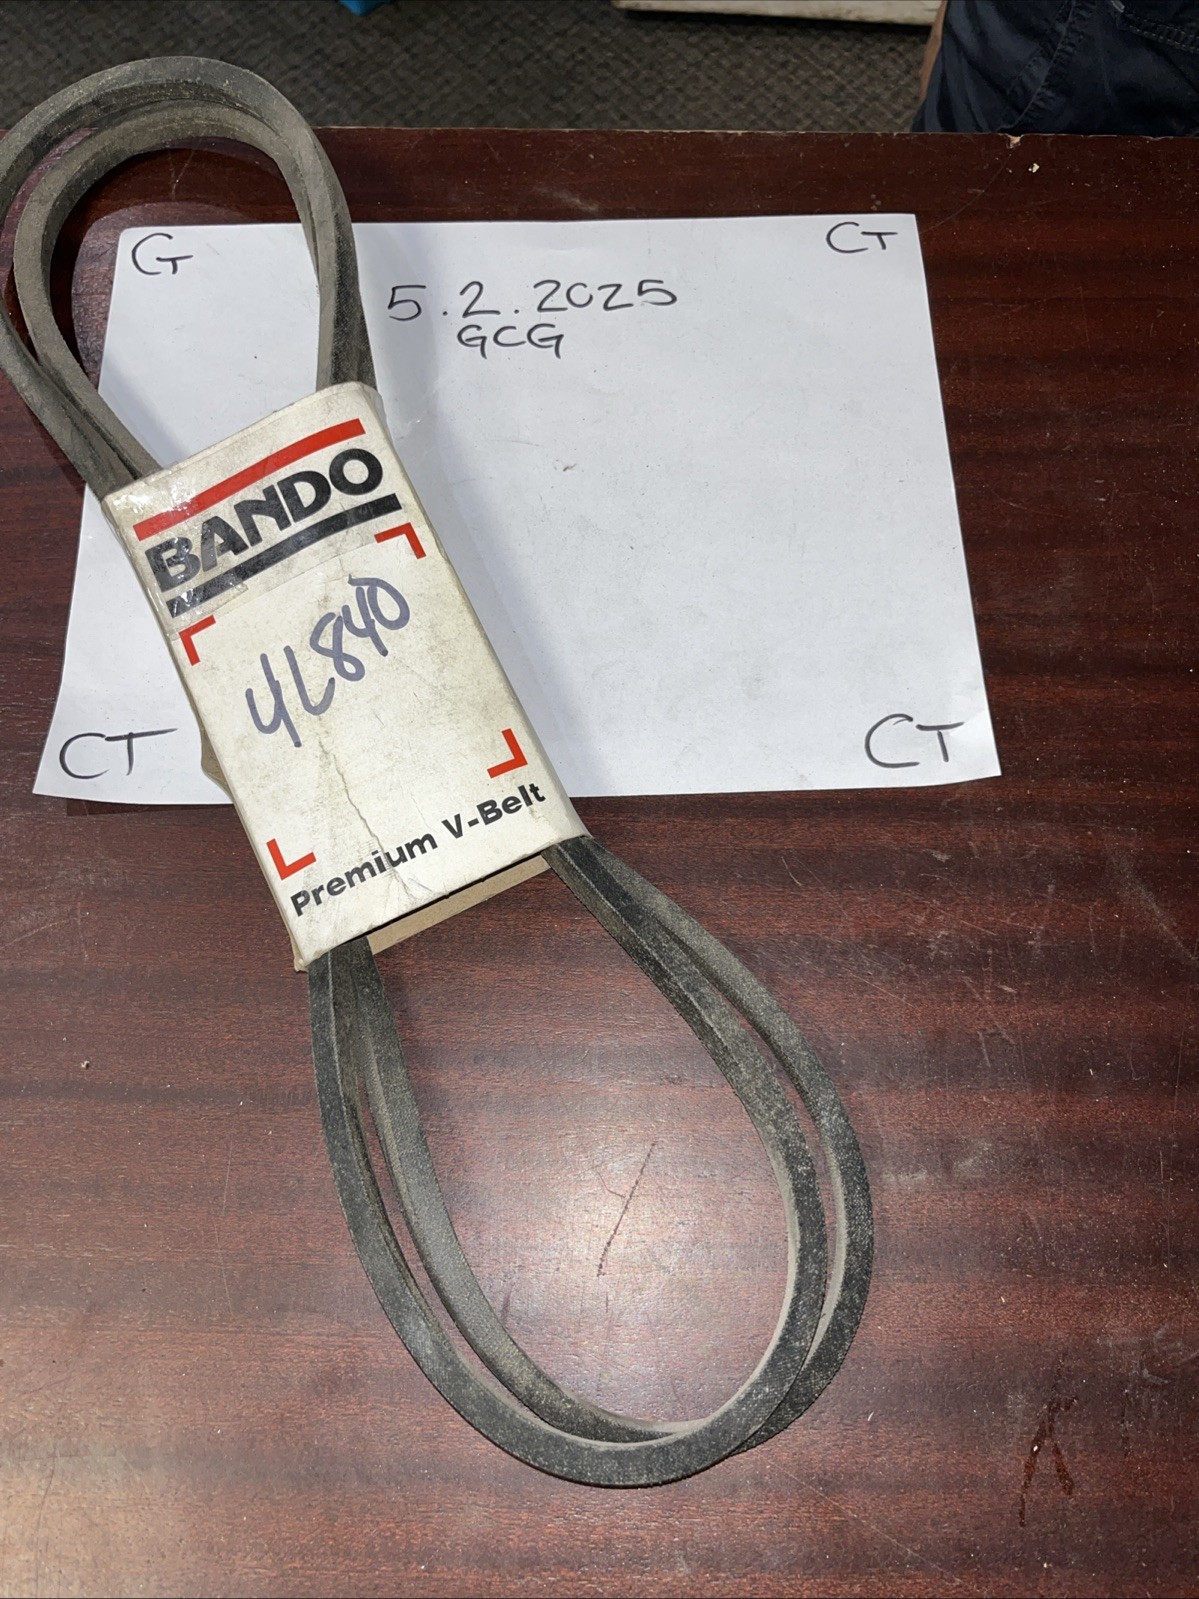 G CT
5.2.2025
GCG
BANDO
4L840
CT CT
Premium V-Belt